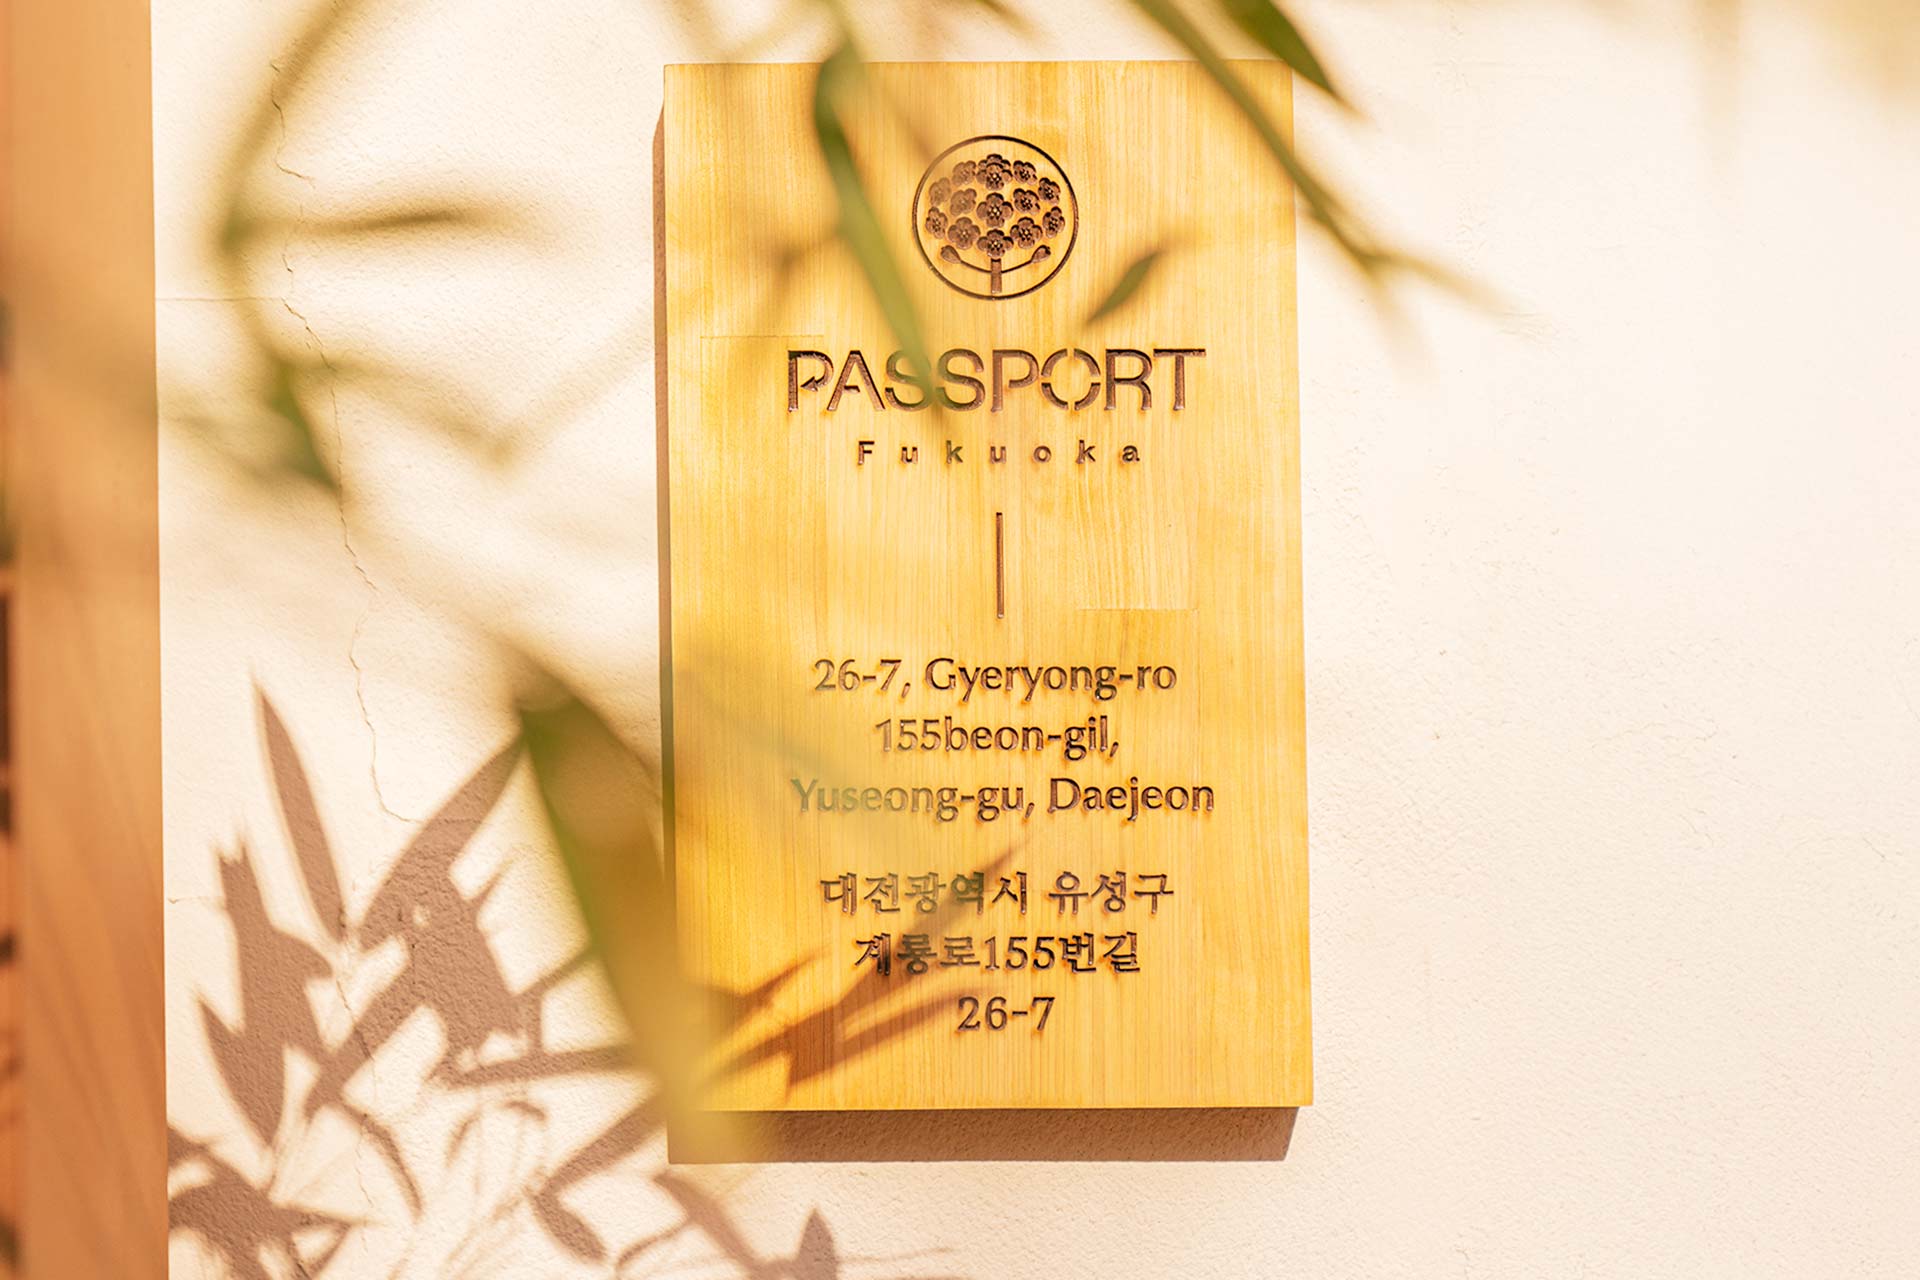 PASSPORT
Fukuoka
26-7, Gyeryong-ro
155beon-gil,
Yuseong-gu, Daejeon
대전광역시 유성구
계룡로155번길
26-7